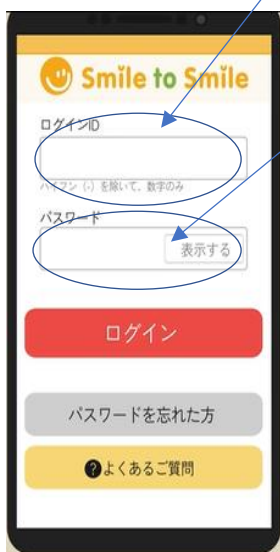 Smile to Smile
ログインID
ハイフン（-）を除いて、数字のみ
パスワード
表示する
ログイン
パスワードを忘れた方
?よくあるご質問